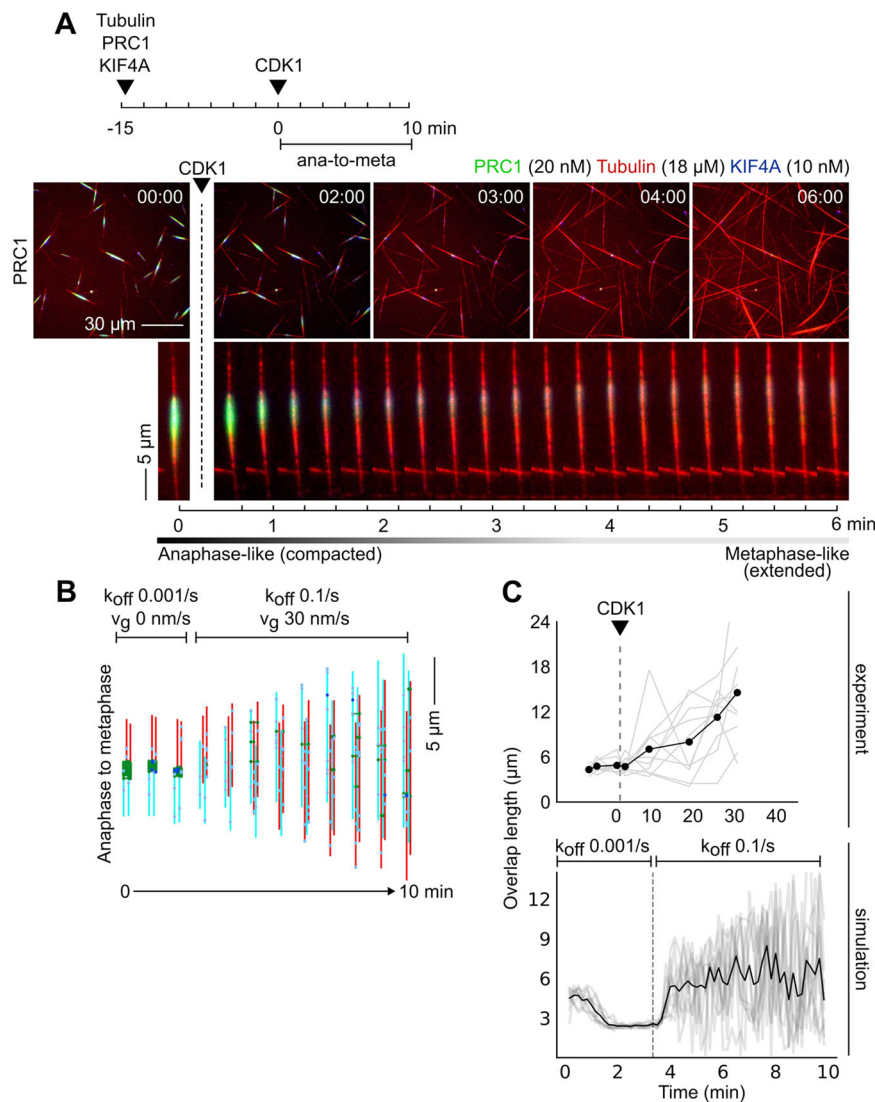 A
Tubulin
PRC1
KIF4A
CDK1
-15
0
10 min
ana-to-meta
CDK1
PRC1 (20 nM) Tubulin (18 μM) KIF4A (10 nM)
PRC1
00:00
02:00
03:00
04:00
06:00
30 μm
5 μm
0 1 2 3 4 5 6 min
Anaphase-like (compacted)
Metaphase-like
(extended)
B
koff 0.001/s
vg 0 nm/s
koff 0.1/s
vg 30 nm/s
Anaphase to metaphase
5 μm
0
10 min
C
CDK1
24
18
12
6
0
0 10 20 30 40
experiment
Overlap length (μm)
koff 0.001/s
koff 0.1/s
12
9
6
3
0 2 4 6 8 10
Time (min)
simulation